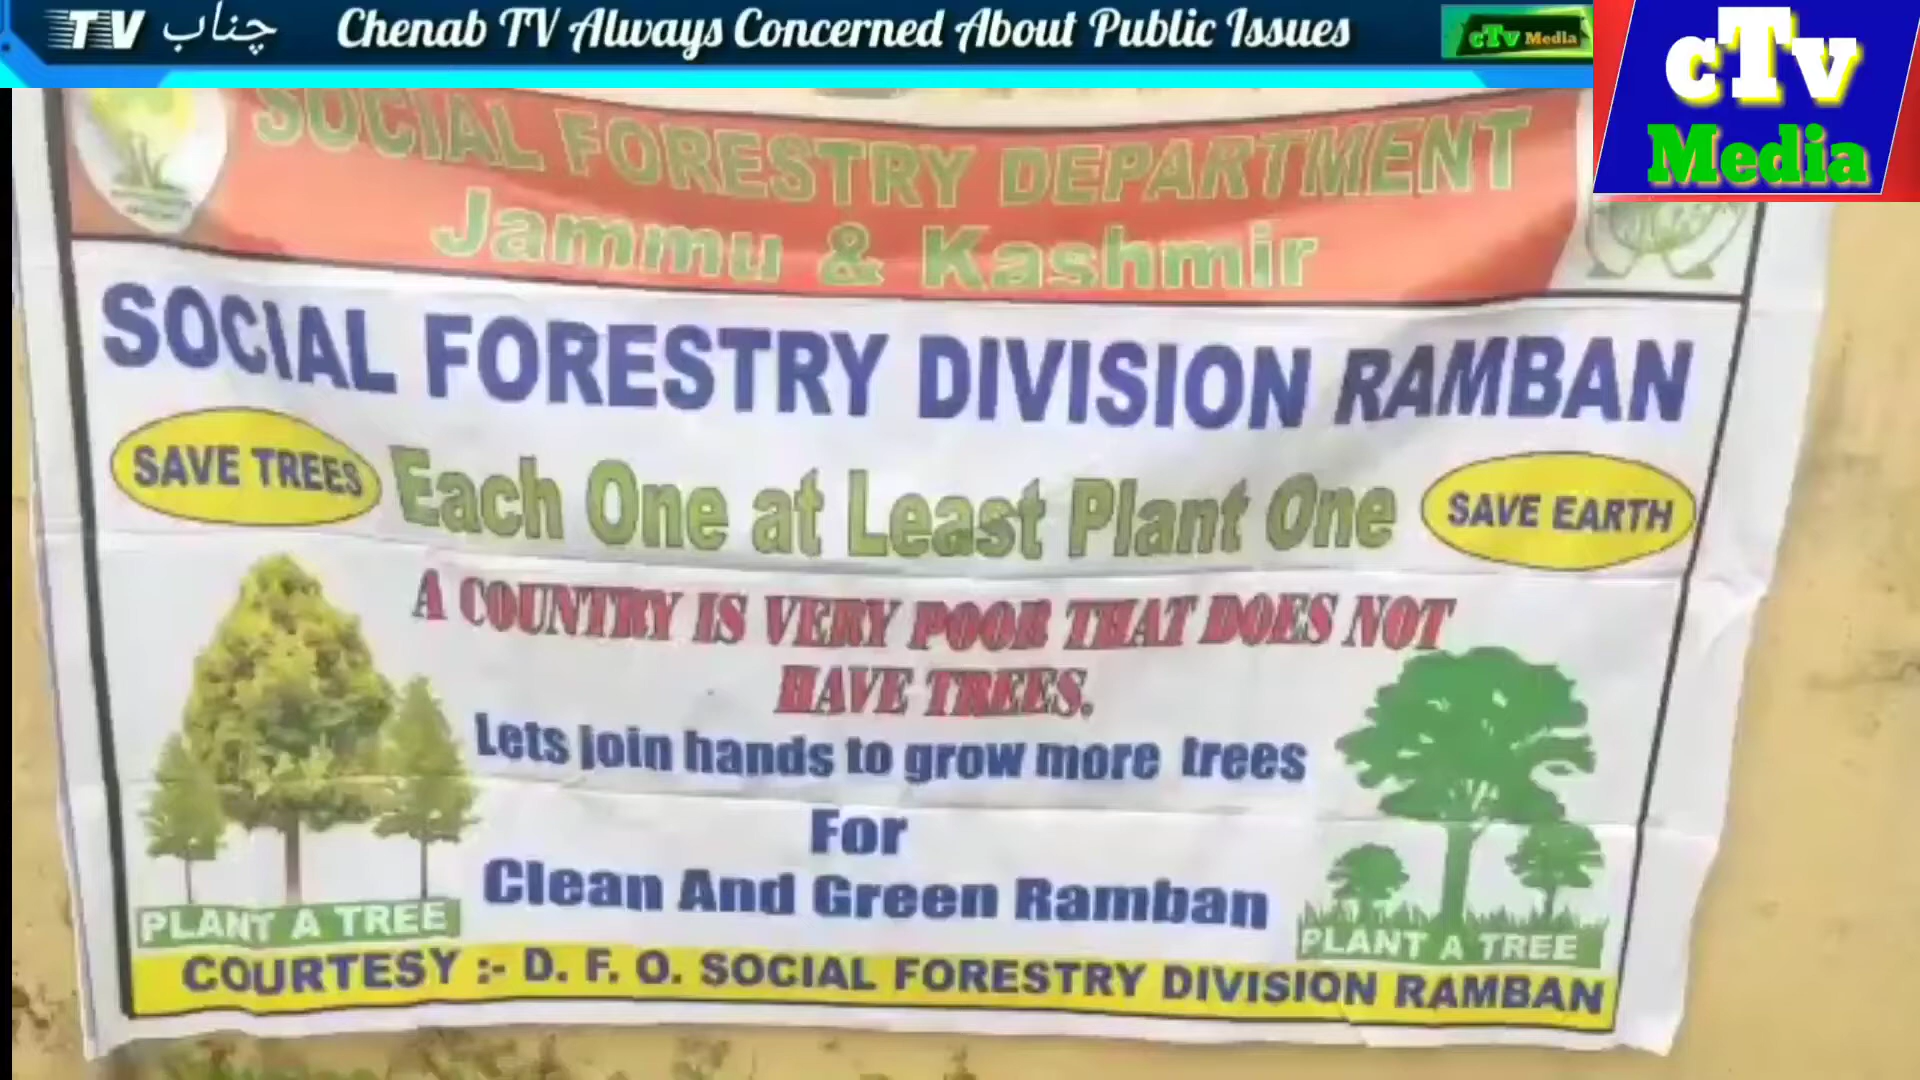 TV چناب Chenab TV Always Concerned About Public Issues cTv Media
cTv
Media
SOCIAL FORESTRY DEPARTMENT
Jammu & Kashmir
SOCIAL FORESTRY DIVISION RAMBAN
SAVE TREES Each One at Least Plant One SAVE EARTH
A COUNTRY IS VERY POOR THAT DOES NOT
HAVE TREES.
Lets join hands to grow more trees
For
Clean And Green Ramban
PLANT A TREE
PLANT A TREE
COURTESY :- D. F. O. SOCIAL FORESTRY DIVISION RAMBAN